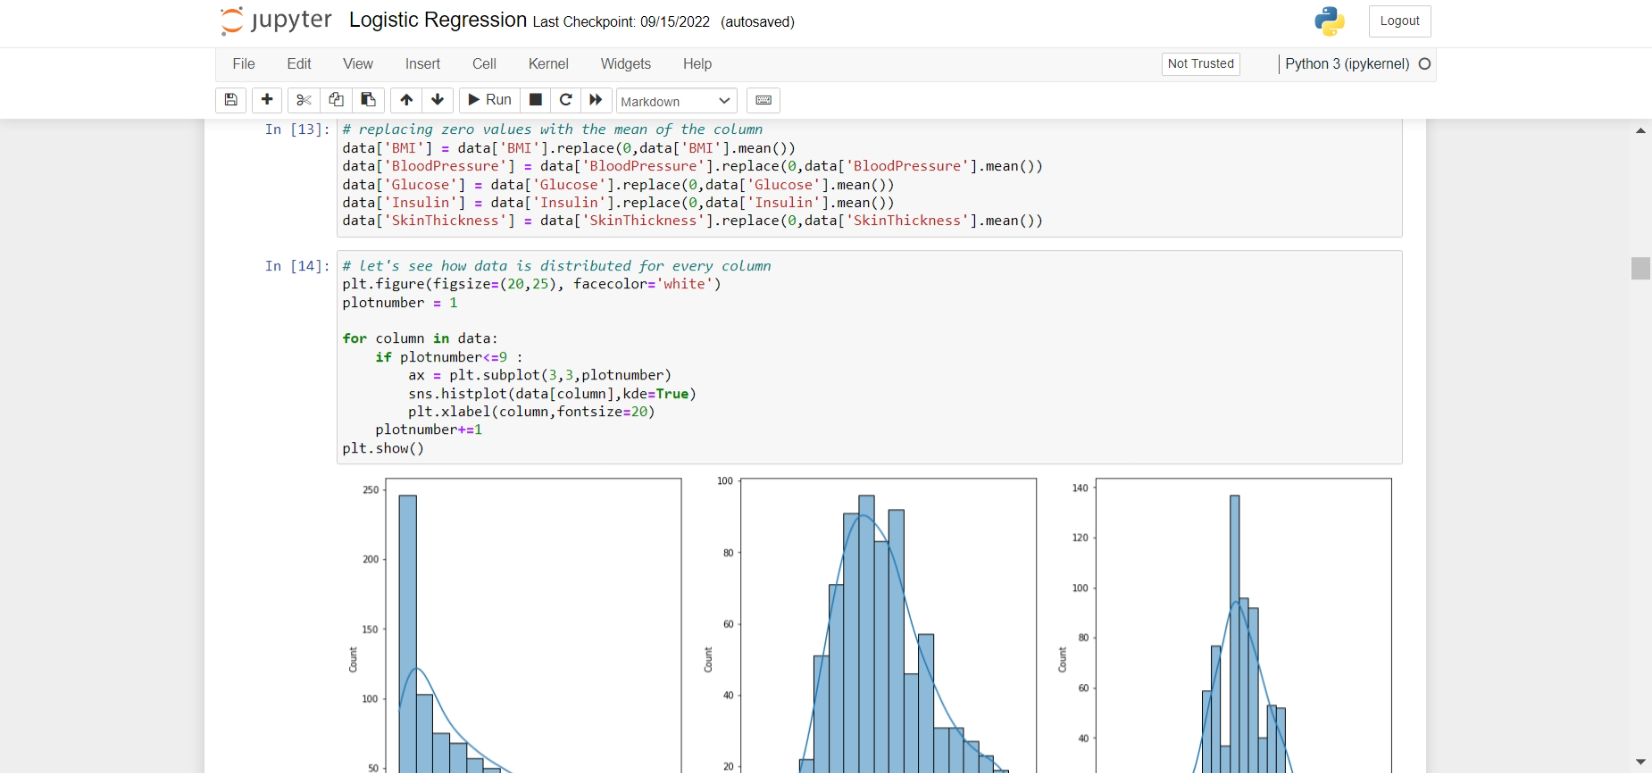 jupyter Logistic Regression Last Checkpoint: 09/15/2022 (autosaved)
Logout
File Edit View Insert Cell Kernel Widgets Help
Not Trusted
Python 3 (ipykernel)
Run
Markdown
In [13]:
# replacing zero values with the mean of the column
data['BMI'] = data['BMI'].replace(0,data['BMI'].mean())
data['BloodPressure'] = data['BloodPressure'].replace(0,data['BloodPressure'].mean())
data['Glucose'] = data['Glucose'].replace(0,data['Glucose'].mean())
data['Insulin'] = data['Insulin'].replace(0,data['Insulin'].mean())
data['SkinThickness'] = data['SkinThickness'].replace(0,data['SkinThickness'].mean())
In [14]:
# let's see how data is distributed for every column
plt.figure(figsize=(20,25), facecolor='white')
plotnumber = 1
for column in data:
    if plotnumber<=9 :
        ax = plt.subplot(3,3,plotnumber)
        sns.histplot(data[column],kde=True)
        plt.xlabel(column,fontsize=20)
    plotnumber+=1
plt.show()
250
200
150
100
50
Count
100
80
60
40
20
Count
140
120
100
80
60
40
Count